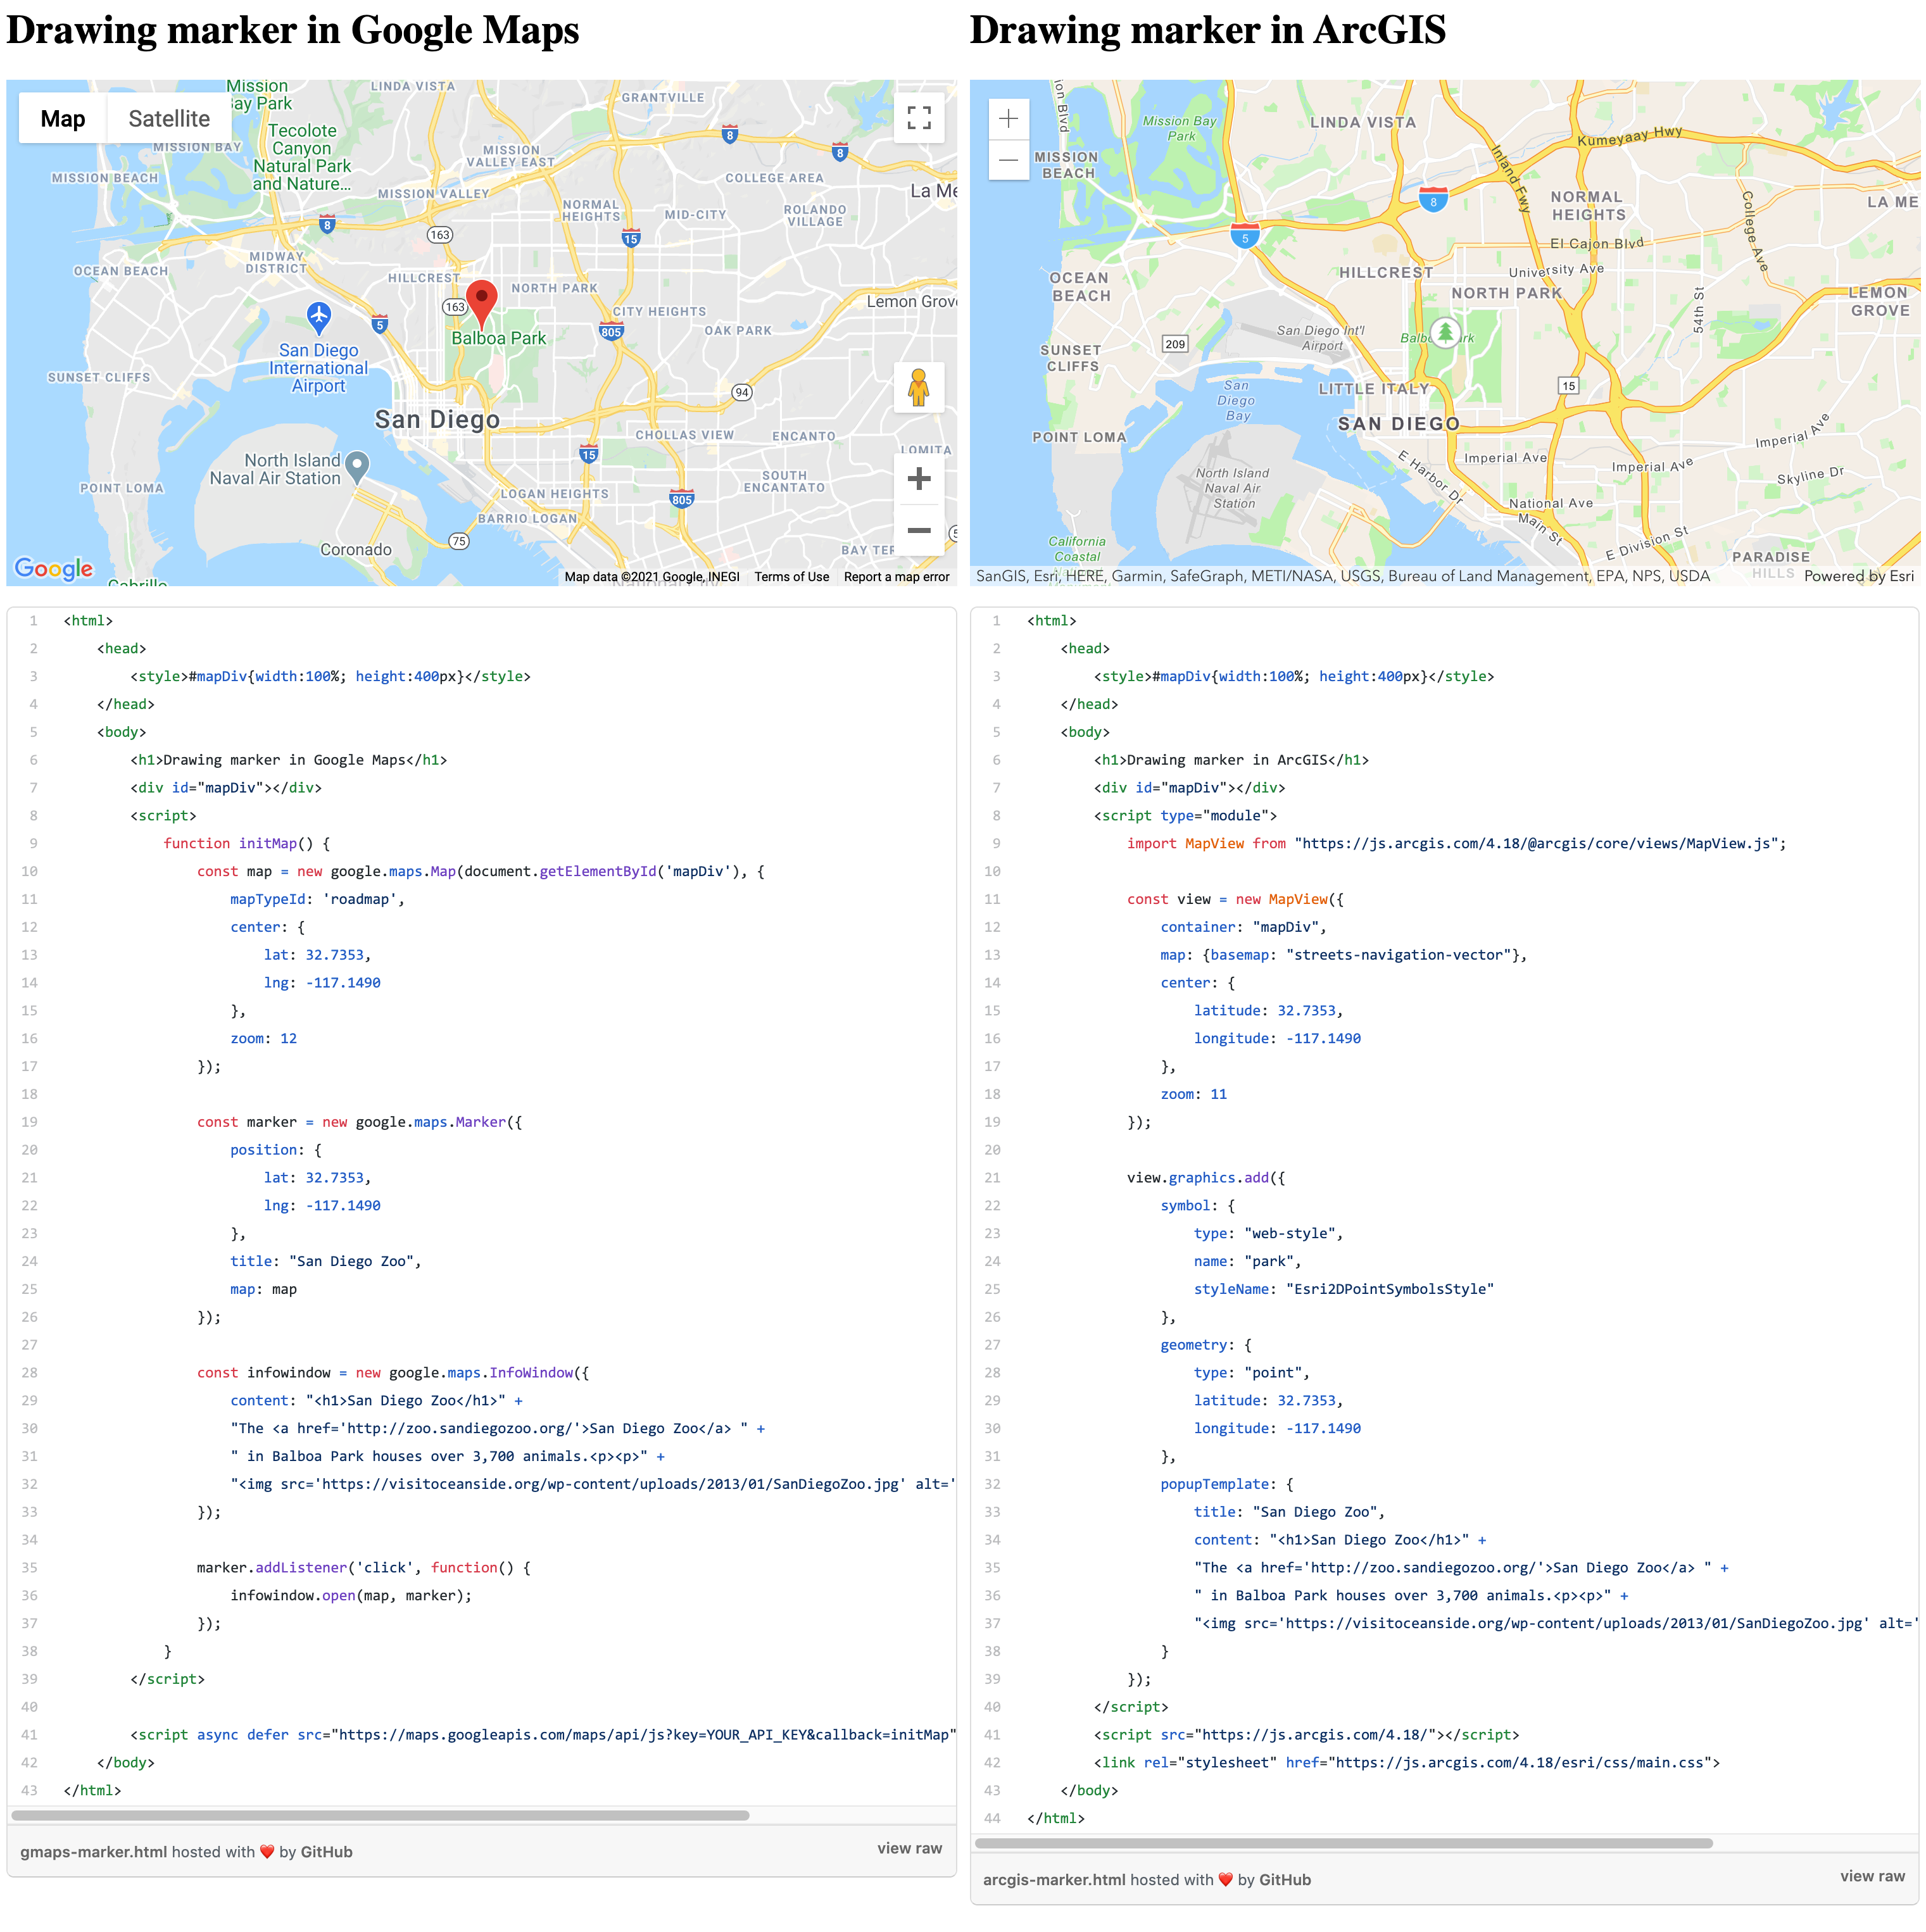 Drawing marker in Google Maps
Map
Satellite
Mission
Bay Park
LINDA VISTA
GRANTVILLE
Tecolote
Canyon
Natural Park
and Nature...
MISSION BAY
MISSION BEACH
MISSION
VALLEY EAST
MISSION VALLEY
8
8
8
COLLEGE AREA
La Me
NORMAL
HEIGHTS
MID-CITY
ROLANDO
VILLAGE
163
15
MIDWAY
DISTRICT
OCEAN BEACH
HILLCREST
NORTH PARK
163
5
CITY HEIGHTS
Lemon Grov
805
OAK PARK
Balboa Park
San Diego
International
Airport
SUNSET CLIFFS
94
San Diego
CHOLLAS VIEW
ENCANTO
LOMITA
15
North Island
Naval Air Station
POINT LOMA
SOUTH
ENCANTATO
LOGAN HEIGHTS
805
BARRIO LOGAN
75
Coronado
BAY TER
5
Google
Cabrillo
Map data ©2021 Google, INEGI
Terms of Use
Report a map error
1 <html>
2 <head>
3 <style>#mapDiv{width:100%; height:400px}</style>
4 </head>
5 <body>
6 <h1>Drawing marker in Google Maps</h1>
7 <div id="mapDiv"></div>
8 <script>
9 function initMap() {
10 const map = new google.maps.Map(document.getElementById('mapDiv'), {
11 mapTypeId: 'roadmap',
12 center: {
13 lat: 32.7353,
14 lng: -117.1490
15 },
16 zoom: 12
17 });
18
19 const marker = new google.maps.Marker({
20 position: {
21 lat: 32.7353,
22 lng: -117.1490
23 },
24 title: "San Diego Zoo",
25 map: map
26 });
27
28 const infowindow = new google.maps.InfoWindow({
29 content: "<h1>San Diego Zoo</h1>" +
30 "The <a href='http://zoo.sandiegozoo.org/'>San Diego Zoo</a> " +
31 " in Balboa Park houses over 3,700 animals.<p><p>" +
32 "<img src='https://visitoceanside.org/wp-content/uploads/2013/01/SanDiegoZoo.jpg' alt='
33 });
34
35 marker.addListener('click', function() {
36 infowindow.open(map, marker);
37 });
38 }
39 </script>
40
41 <script async defer src="https://maps.googleapis.com/maps/api/js?key=YOUR_API_KEY&callback=initMap"
42 </body>
43 </html>
gmaps-marker.html hosted with ❤ by GitHub
view raw
Drawing marker in ArcGIS
ion Blvd
Mission Bay
Park
LINDA VISTA
Kumeyaay Hwy
Inland Fwy
MISSION
BEACH
8
NORMAL
HEIGHTS
College Ave
LA ME
5
El Cajon Blvd
University Ave
HILLCREST
OCEAN
BEACH
NORTH PARK
54th St
LEMON
GROVE
San Diego Int'l
Airport
209
SUNSET
CLIFFS
LITTLE ITALY
15
San
Diego
Bay
SAN DIEGO
POINT LOMA
Imperial Ave
Imperial Ave
Imperial Ave
E Harbor Dr
Skyline Dr
North Island
Naval Air
Station
National Ave
Main St
E Division St
California
Coastal
PARADISE
HILLS
SanGIS, Esri, HERE, Garmin, SafeGraph, METI/NASA, USGS, Bureau of Land Management, EPA, NPS, USDA
Powered by Esri
1 <html>
2 <head>
3 <style>#mapDiv{width:100%; height:400px}</style>
4 </head>
5 <body>
6 <h1>Drawing marker in ArcGIS</h1>
7 <div id="mapDiv"></div>
8 <script type="module">
9 import MapView from "https://js.arcgis.com/4.18/@arcgis/core/views/MapView.js";
10
11 const view = new MapView({
12 container: "mapDiv",
13 map: {basemap: "streets-navigation-vector"},
14 center: {
15 latitude: 32.7353,
16 longitude: -117.1490
17 },
18 zoom: 11
19 });
20
21 view.graphics.add({
22 symbol: {
23 type: "web-style",
24 name: "park",
25 styleName: "Esri2DPointSymbolsStyle"
26 },
27 geometry: {
28 type: "point",
29 latitude: 32.7353,
30 longitude: -117.1490
31 },
32 popupTemplate: {
33 title: "San Diego Zoo",
34 content: "<h1>San Diego Zoo</h1>" +
35 "The <a href='http://zoo.sandiegozoo.org/'>San Diego Zoo</a> " +
36 " in Balboa Park houses over 3,700 animals.<p><p>" +
37 "<img src='https://visitoceanside.org/wp-content/uploads/2013/01/SanDiegoZoo.jpg' alt='
38 }
39 });
40 </script>
41 <script src="https://js.arcgis.com/4.18/"></script>
42 <link rel="stylesheet" href="https://js.arcgis.com/4.18/esri/css/main.css">
43 </body>
44 </html>
arcgis-marker.html hosted with ❤ by GitHub
view raw